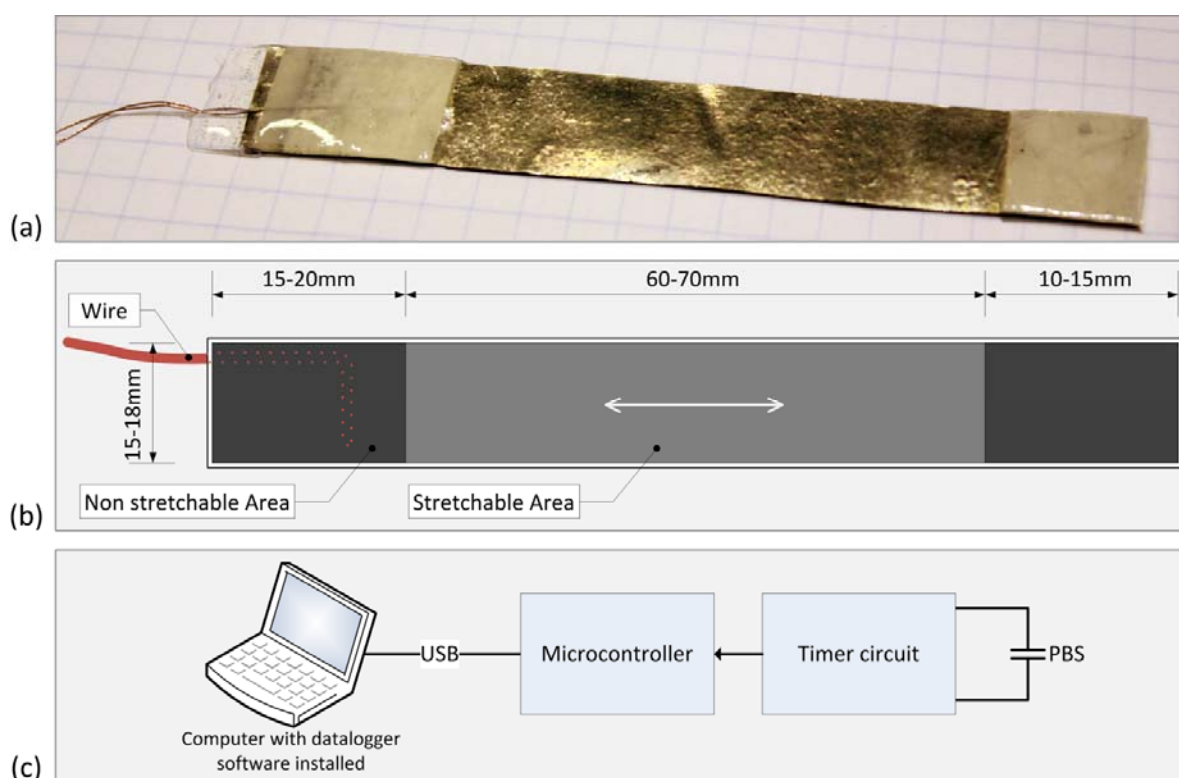 (a)
15-20mm
60-70mm
10-15mm
Wire
15-18mm
Non stretchable Area
Stretchable Area
(b)
USB
Microcontroller
Timer circuit
PBS
Computer with datalogger
software installed
(c)